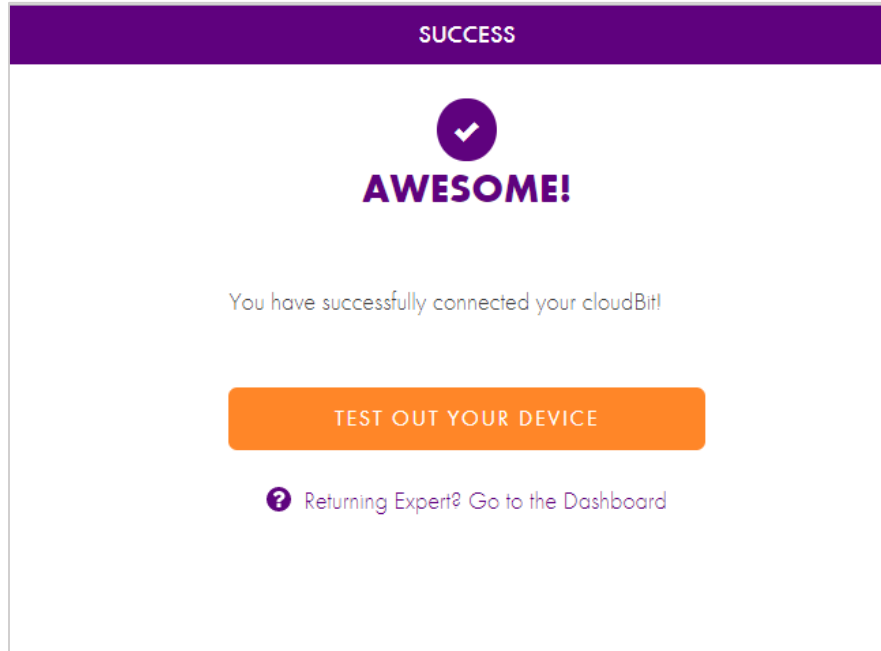 SUCCESS
AWESOME!
You have successfully connected your cloudBit!
TEST OUT YOUR DEVICE
Returning Expert? Go to the Dashboard